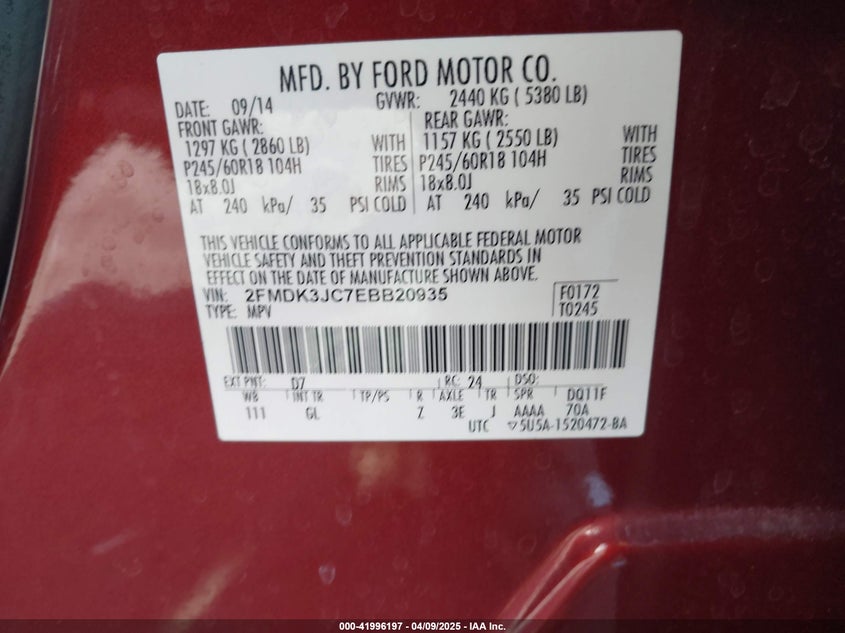 MFD. BY FORD MOTOR CO.
DATE: 09/14 GVWR: 2440 KG ( 5380 LB)
FRONT GAWR: REAR GAWR:
1297 KG ( 2860 LB) WITH 1157 KG ( 2550 LB) WITH
P245/60R18 104H TIRES P245/60R18 104H TIRES
18x8.0J RIMS 18x8.0J RIMS
AT 240 kPa/ 35 PSI COLD AT 240 kPa/ 35 PSI COLD
THIS VEHICLE CONFORMS TO ALL APPLICABLE FEDERAL MOTOR
VEHICLE SAFETY AND THEFT PREVENTION STANDARDS IN
EFFECT ON THE DATE OF MANUFACTURE SHOWN ABOVE.
VIN: 2FMDK3JC7EBB20935 F0172
TYPE: MPV T0245
EXT PNT: D7 RC: 24 DSO:
WB INT TR TP/PS R AXLE TR SPR DQ11F
111 GL Z 3E J AAAA 70A
UTC 5U5A-1520472-BA
000-41996197 - 04/09/2025 - IAA Inc.